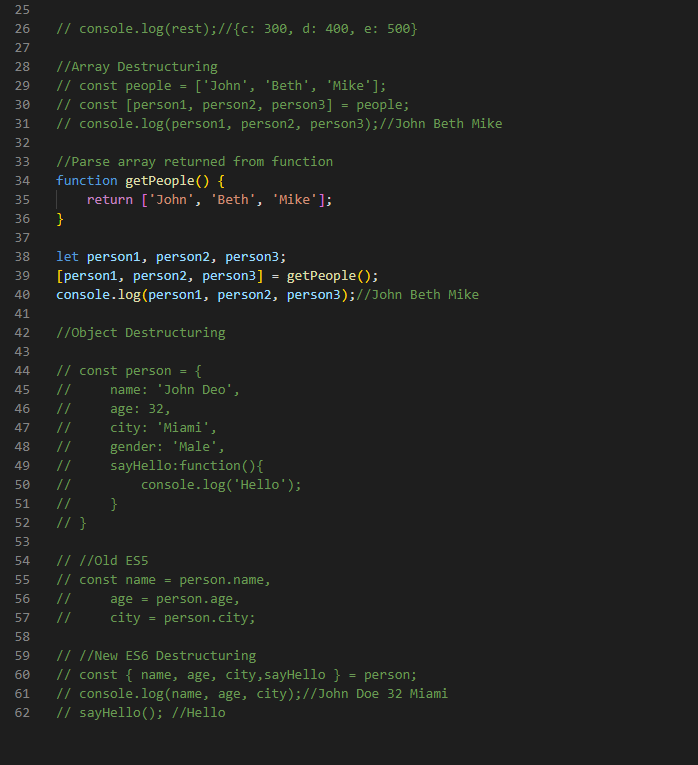 25
26 // console.log(rest);//{c: 300, d: 400, e: 500}
27
28 //Array Destructuring
29 // const people = ['John', 'Beth', 'Mike'];
30 // const [person1, person2, person3] = people;
31 // console.log(person1, person2, person3);//John Beth Mike
32
33 //Parse array returned from function
34 function getPeople() {
35     return ['John', 'Beth', 'Mike'];
36 }
37
38 let person1, person2, person3;
39 [person1, person2, person3] = getPeople();
40 console.log(person1, person2, person3);//John Beth Mike
41
42 //Object Destructuring
43
44 // const person = {
45 //     name: 'John Deo',
46 //     age: 32,
47 //     city: 'Miami',
48 //     gender: 'Male',
49 //     sayHello:function(){
50 //         console.log('Hello');
51 //     }
52 // }
53
54 // //Old ES5
55 // const name = person.name,
56 //     age = person.age,
57 //     city = person.city;
58
59 // //New ES6 Destructuring
60 // const { name, age, city,sayHello } = person;
61 // console.log(name, age, city);//John Doe 32 Miami
62 // sayHello(); //Hello